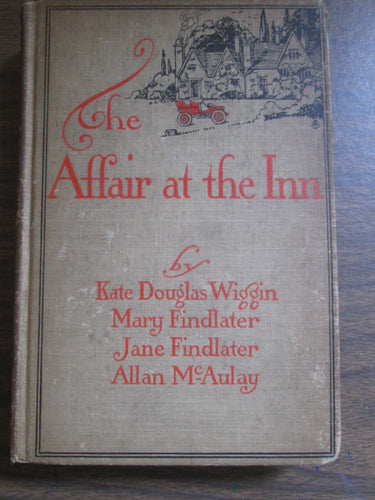 The
Affair at the Inn
by
Kate Douglas Wiggin
Mary Findlater
Jane Findlater
Allan McAulay